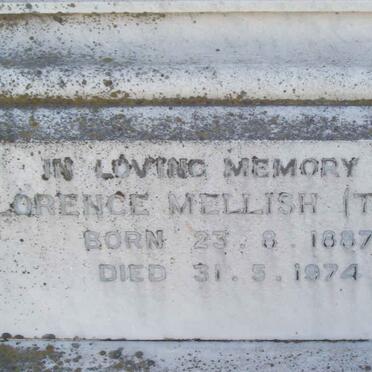 IN LOVING MEMORY
LORENCE MELLISH (T
BORN 23.8.1887
DIED 31.5.1974